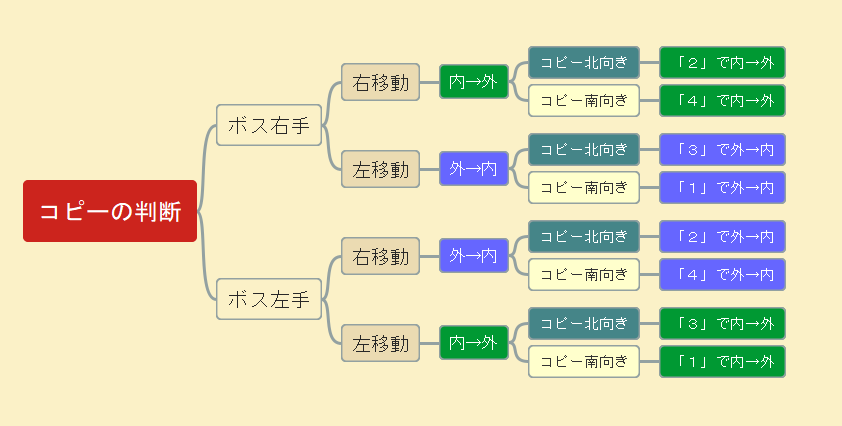 コピーの判断
ボス右手
右移動
内→外
コピー北向き
「2」で内→外
コピー南向き
「4」で内→外
左移動
外→内
コピー北向き
「3」で外→内
コピー南向き
「1」で外→内
ボス左手
右移動
外→内
コピー北向き
「2」で外→内
コピー南向き
「4」で外→内
左移動
内→外
コピー北向き
「3」で内→外
コピー南向き
「1」で内→外